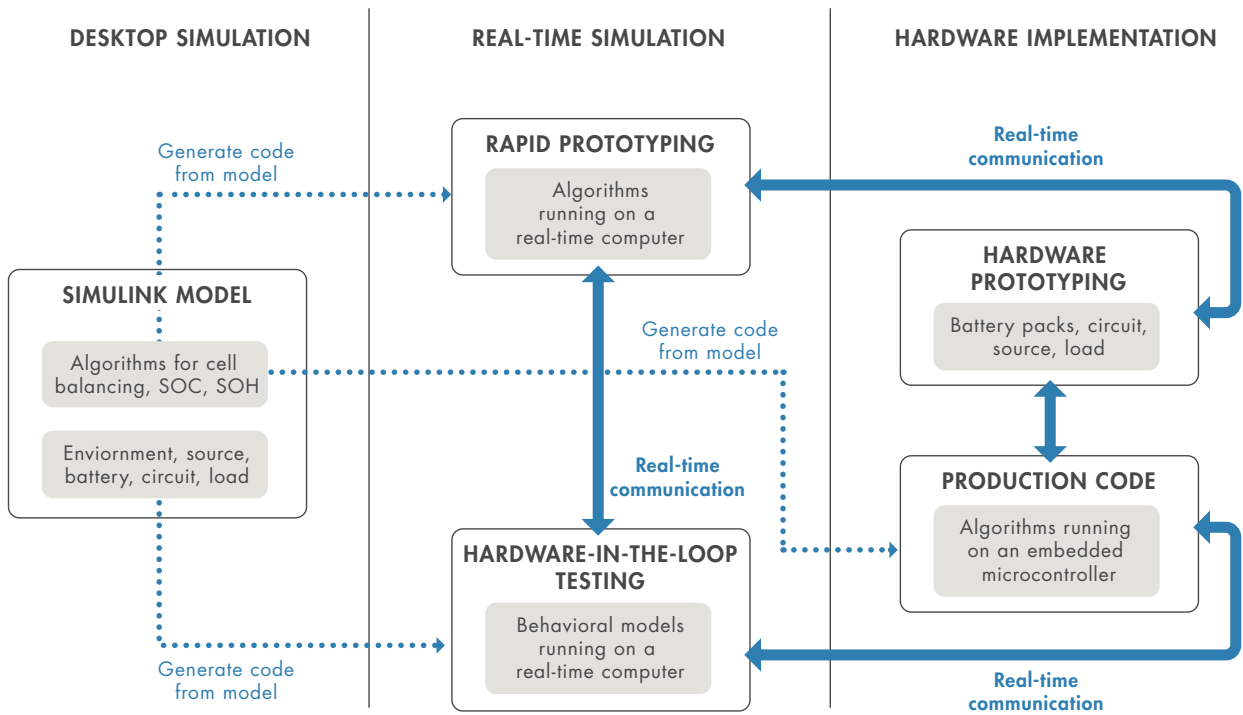 DESKTOP SIMULATION
REAL-TIME SIMULATION
HARDWARE IMPLEMENTATION
Generate code
from model
SIMULINK MODEL
Algorithms for cell
balancing, SOC, SOH
Enviornment, source,
battery, circuit, load
Generate code
from model
RAPID PROTOTYPING
Algorithms
running on a
real-time computer
Generate code
from model
Real-time
communication
HARDWARE-IN-THE-LOOP
TESTING
Behavioral models
running on a
real-time computer
Real-time
communication
HARDWARE
PROTOTYPING
Battery packs, circuit,
source, load
PRODUCTION CODE
Algorithms running
on an embedded
microcontroller
Real-time
communication